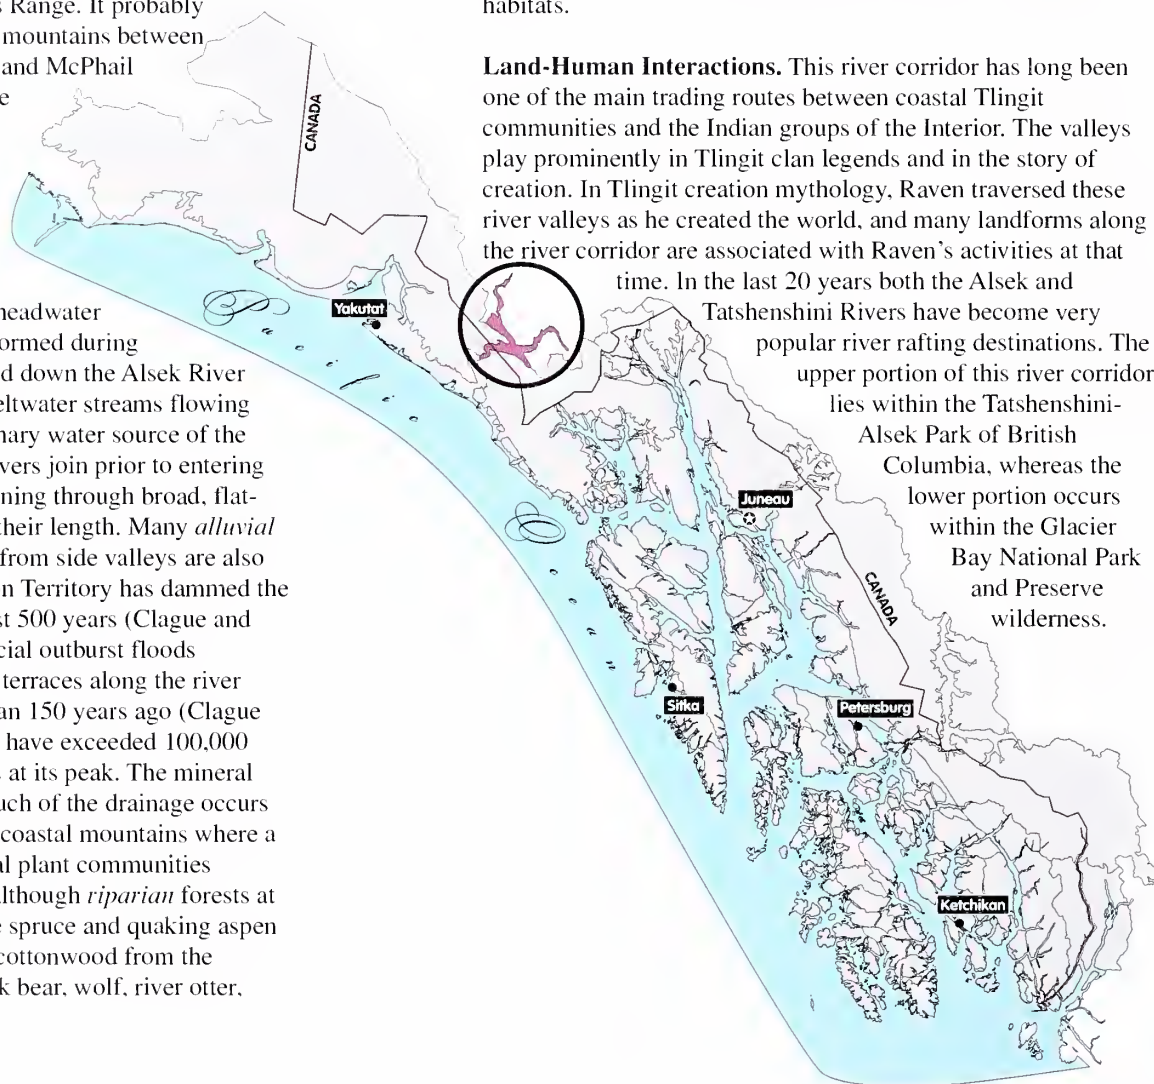 s Range. It probably
mountains between
and McPhail
e
headwater
ormed during
d down the Alsek River
eltwater streams flowing
nary water source of the
vers join prior to entering
ning through broad, flat-
their length. Many alluvial
from side valleys are also
n Territory has dammed the
st 500 years (Clague and
cial outburst floods
terraces along the river
an 150 years ago (Clague
have exceeded 100,000
s at its peak. The mineral
uch of the drainage occurs
coastal mountains where a
al plant communities
although riparian forests at
e spruce and quaking aspen
cottonwood from the
k bear, wolf, river otter,
habitats.
Land-Human Interactions. This river corridor has long been
one of the main trading routes between coastal Tlingit
communities and the Indian groups of the Interior. The valleys
play prominently in Tlingit clan legends and in the story of
creation. In Tlingit creation mythology, Raven traversed these
river valleys as he created the world, and many landforms along
the river corridor are associated with Raven's activities at that
time. In the last 20 years both the Alsek and
Tatshenshini Rivers have become very
popular river rafting destinations. The
upper portion of this river corridor
lies within the Tatshenshini-
Alsek Park of British
Columbia, whereas the
lower portion occurs
within the Glacier
Bay National Park
and Preserve
wilderness.
CANADA
Yakutat
Pacific
Ocean
Juneau
CANADA
Sitka
Petersburg
Ketchikan